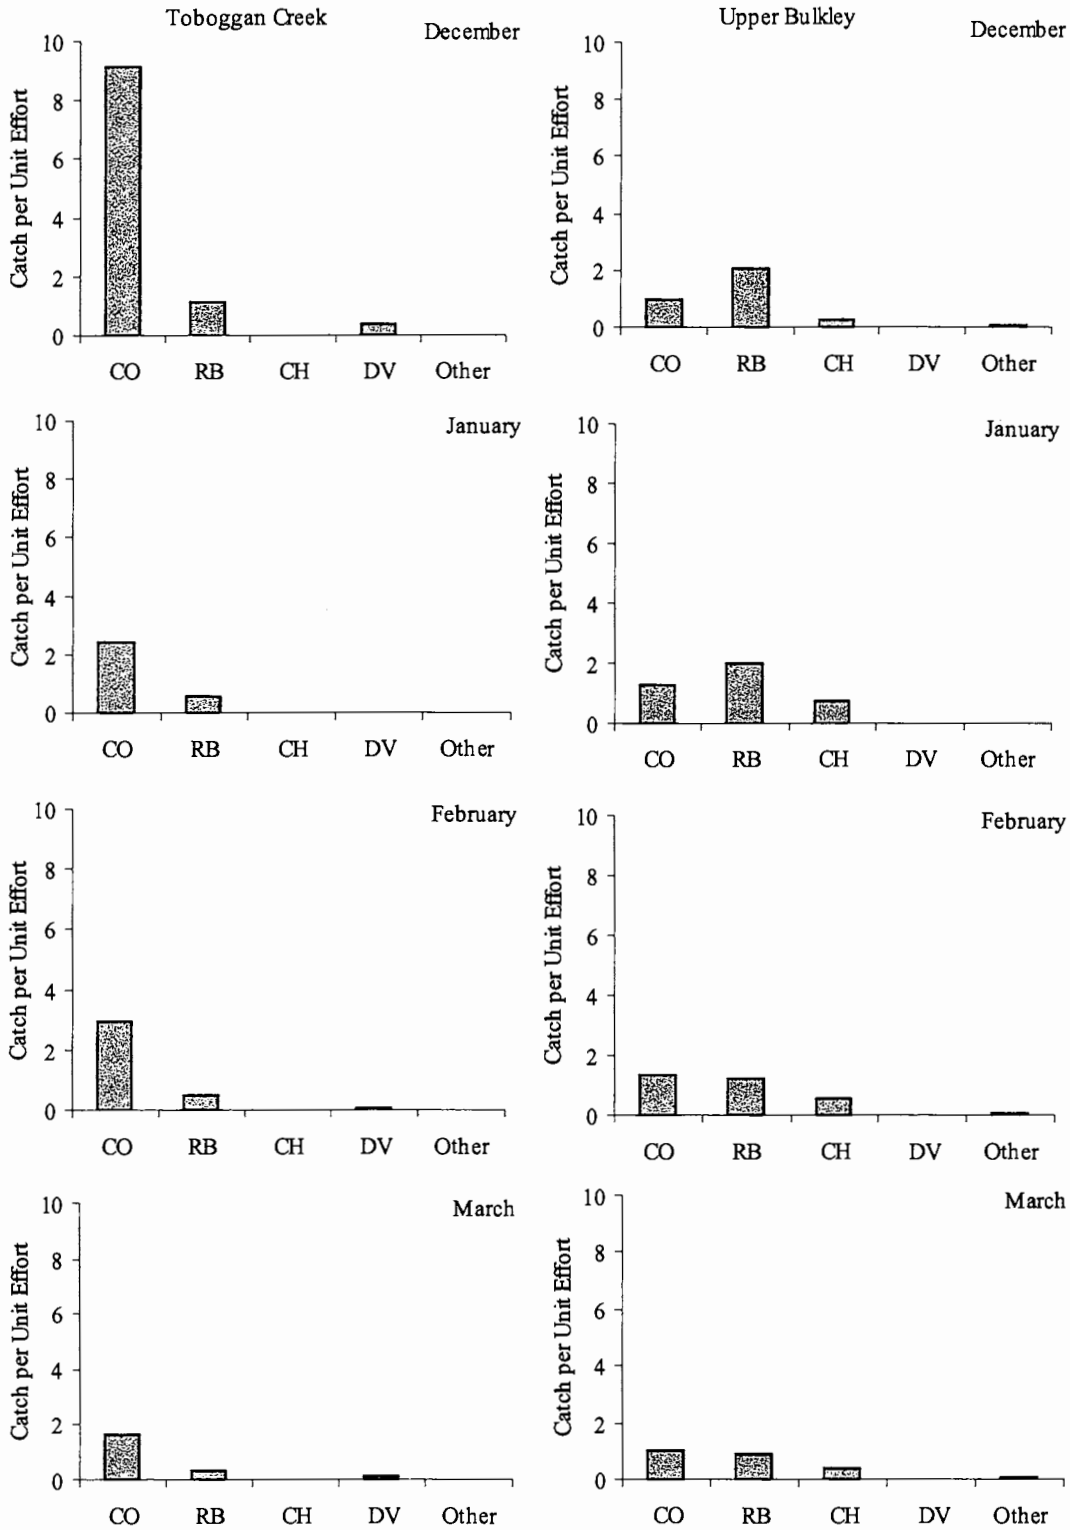 Toboggan Creek
December
Catch per Unit Effort
10
8
6
4
2
0
CO RB CH DV Other
Upper Bulkley
December
Catch per Unit Effort
10
8
6
4
2
0
CO RB CH DV Other
January
Catch per Unit Effort
10
8
6
4
2
0
CO RB CH DV Other
January
Catch per Unit Effort
10
8
6
4
2
0
CO RB CH DV Other
February
Catch per Unit Effort
10
8
6
4
2
0
CO RB CH DV Other
February
Catch per Unit Effort
10
8
6
4
2
0
CO RB CH DV Other
March
Catch per Unit Effort
10
8
6
4
2
0
CO RB CH DV Other
March
Catch per Unit Effort
10
8
6
4
2
0
CO RB CH DV Other